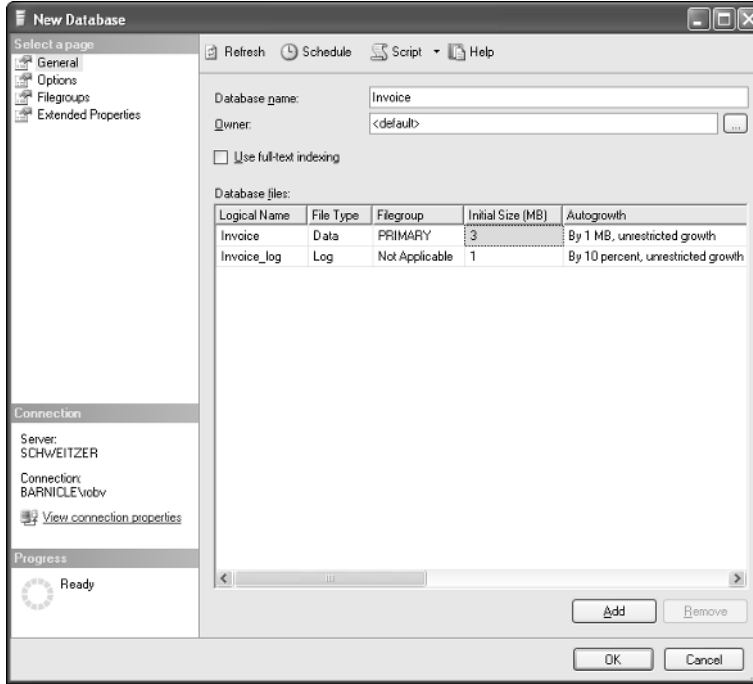 New Database
Select a page
General
Options
Filegroups
Extended Properties
Refresh Schedule Script Help
Database name: Invoice
Owner: <default> ...
Use full-text indexing
Database files:
Logical Name File Type Filegroup Initial Size (MB) Autogrowth
Invoice Data PRIMARY 3 By 1 MB, unrestricted growth
Invoice_log Log Not Applicable 1 By 10 percent, unrestricted growth
Connection
Server:
SCHWEITZER
Connection:
BARNICLE\robv
View connection properties
Progress
Ready
Add Remove
OK Cancel